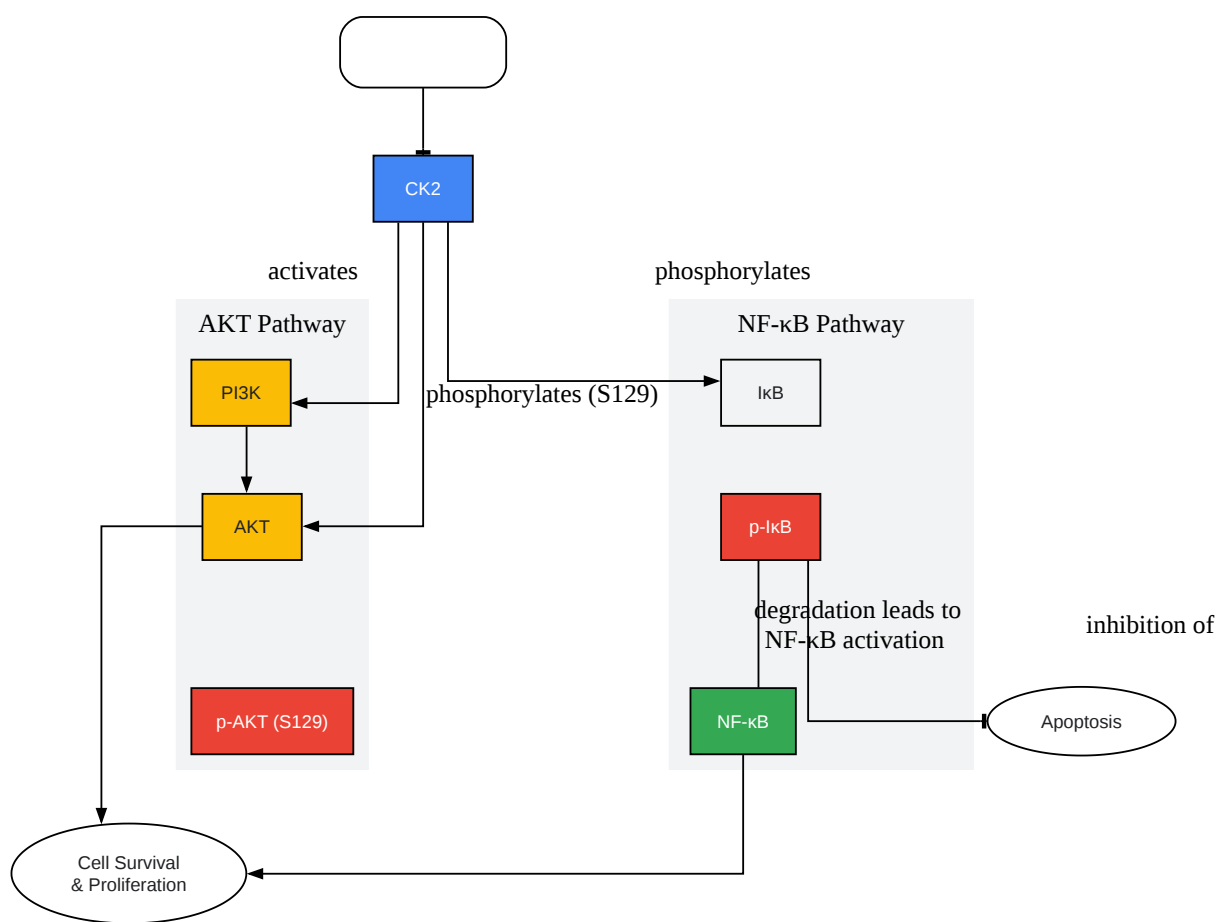 CK2
activates
phosphorylates
AKT Pathway
NF-κB Pathway
PI3K
phosphorylates (S129)
IκB
AKT
p-IκB
degradation leads to
NF-κB activation
inhibition of
p-AKT (S129)
NF-κB
Apoptosis
Cell Survival
& Proliferation